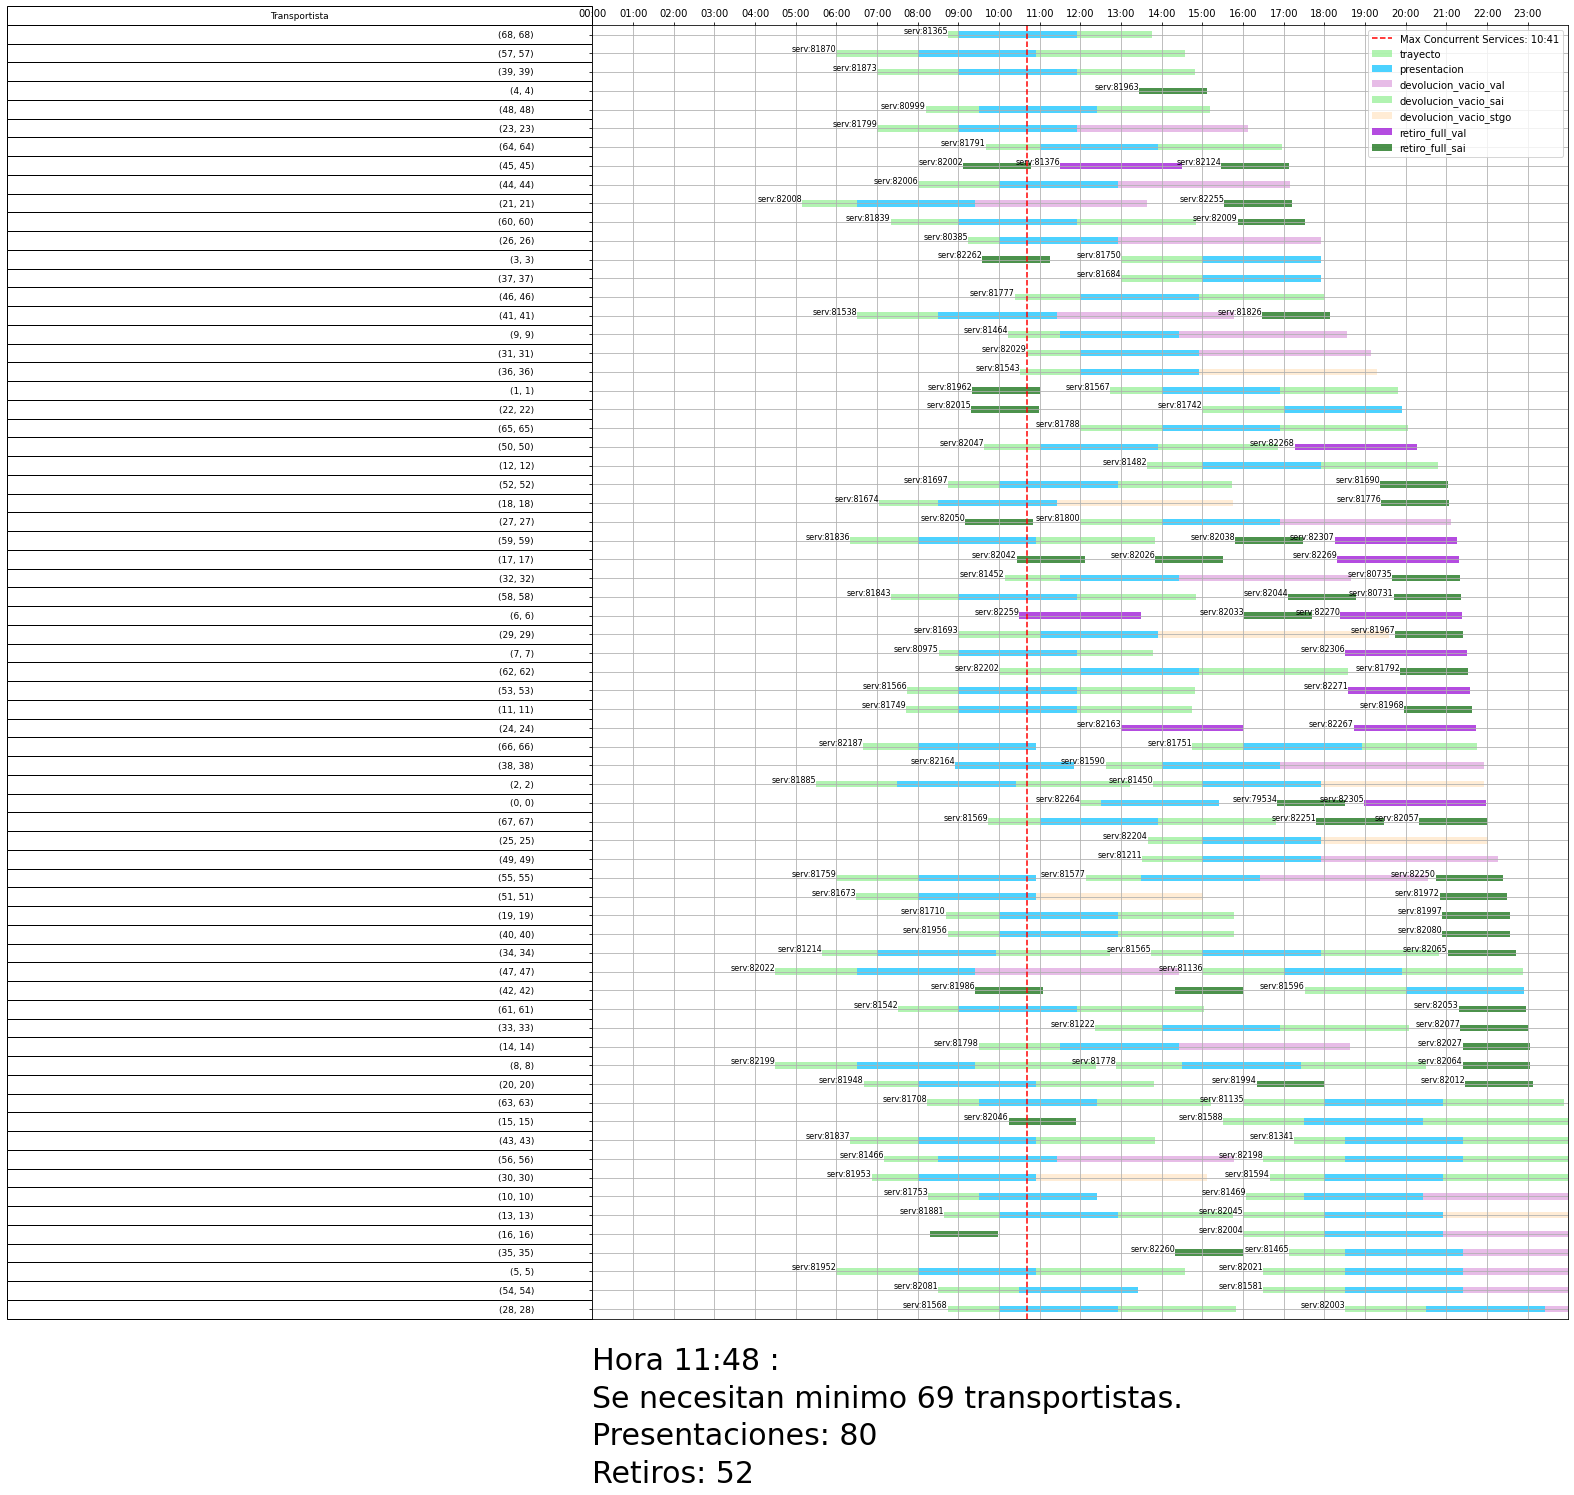 Transportista 00:00 01:00 02:00 03:00 04:00 05:00 06:00 07:00 08:00 09:00 10:00 11:00 12:00 13:00 14:00 15:00 16:00 17:00 18:00 19:00 20:00 21:00 22:00 23:00
Max Concurrent Services: 10:41
trayecto
presentacion
devolucion_vacio_val
devolucion_vacio_sai
devolucion_vacio_stgo
retiro_full_val
retiro_full_sai
(68, 68) serv:81365
(57, 57) serv:81870
(39, 39) serv:81873
(4, 4) serv:81963
(48, 48) serv:80999
(23, 23) serv:81799
(64, 64) serv:81791
(45, 45) serv:82002 serv:81376 serv:82124
(44, 44) serv:82006
(21, 21) serv:82008 serv:82255
(60, 60) serv:81839 serv:82009
(26, 26) serv:80385
(3, 3) serv:82262 serv:81750
(37, 37) serv:81684
(46, 46) serv:81777
(41, 41) serv:81538 serv:81826
(9, 9) serv:81464
(31, 31) serv:82029
(36, 36) serv:81543
(1, 1) serv:81962 serv:81567
(22, 22) serv:82015 serv:81742
(65, 65) serv:81788
(50, 50) serv:82047 serv:82268
(12, 12) serv:81482
(52, 52) serv:81697 serv:81690
(18, 18) serv:81674 serv:81776
(27, 27) serv:82050 serv:81800
(59, 59) serv:81836 serv:82038 serv:82307
(17, 17) serv:82042 serv:82026 serv:82269
(32, 32) serv:81452 serv:80735
(58, 58) serv:81843 serv:82044 serv:80731
(6, 6) serv:82259 serv:82033 serv:82270
(29, 29) serv:81693 serv:81967
(7, 7) serv:80975 serv:82306
(62, 62) serv:82202 serv:81792
(53, 53) serv:81566 serv:82271
(11, 11) serv:81749 serv:81968
(24, 24) serv:82163 serv:82267
(66, 66) serv:82187 serv:81751
(38, 38) serv:82164 serv:81590
(2, 2) serv:81885 serv:81450
(0, 0) serv:82264 serv:79534 serv:82305
(67, 67) serv:81569 serv:82251 serv:82057
(25, 25) serv:82204
(49, 49) serv:81211
(55, 55) serv:81759 serv:81577 serv:82250
(51, 51) serv:81673 serv:81972
(19, 19) serv:81710 serv:81997
(40, 40) serv:81956 serv:82080
(34, 34) serv:81214 serv:81565 serv:82065
(47, 47) serv:82022 serv:81136
(42, 42) serv:81986 serv:81596
(61, 61) serv:81542 serv:82053
(33, 33) serv:81222 serv:82077
(14, 14) serv:81798 serv:82027
(8, 8) serv:82199 serv:81778 serv:82064
(20, 20) serv:81948 serv:81994 serv:82012
(63, 63) serv:81708 serv:81135
(15, 15) serv:82046 serv:81588
(43, 43) serv:81837 serv:81341
(56, 56) serv:81466 serv:82198
(30, 30) serv:81953 serv:81594
(10, 10) serv:81753 serv:81469
(13, 13) serv:81881 serv:82045
(16, 16) serv:82004
(35, 35) serv:82260 serv:81465
(5, 5) serv:81952 serv:82021
(54, 54) serv:82081 serv:81581
(28, 28) serv:81568 serv:82003
Hora 11:48 :
Se necesitan minimo 69 transportistas.
Presentaciones: 80
Retiros: 52